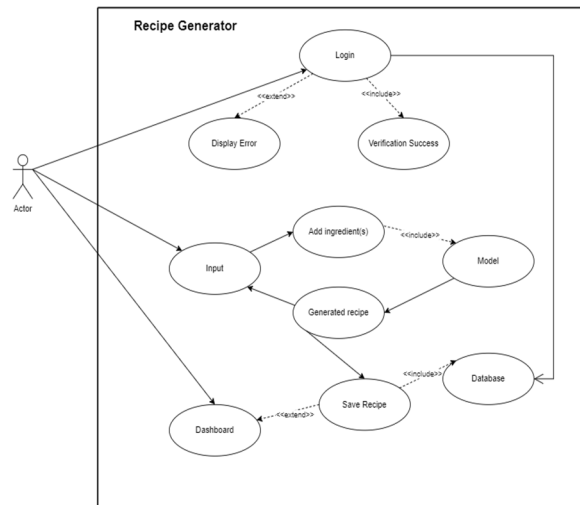 Recipe Generator
Login
<<extend>>
<<include>>
Display Error
Verification Success
Actor
Add ingredient(s)
<<include>>
Input
Model
Generated recipe
<<include>>
Database
Save Recipe
<<extend>>
Dashboard